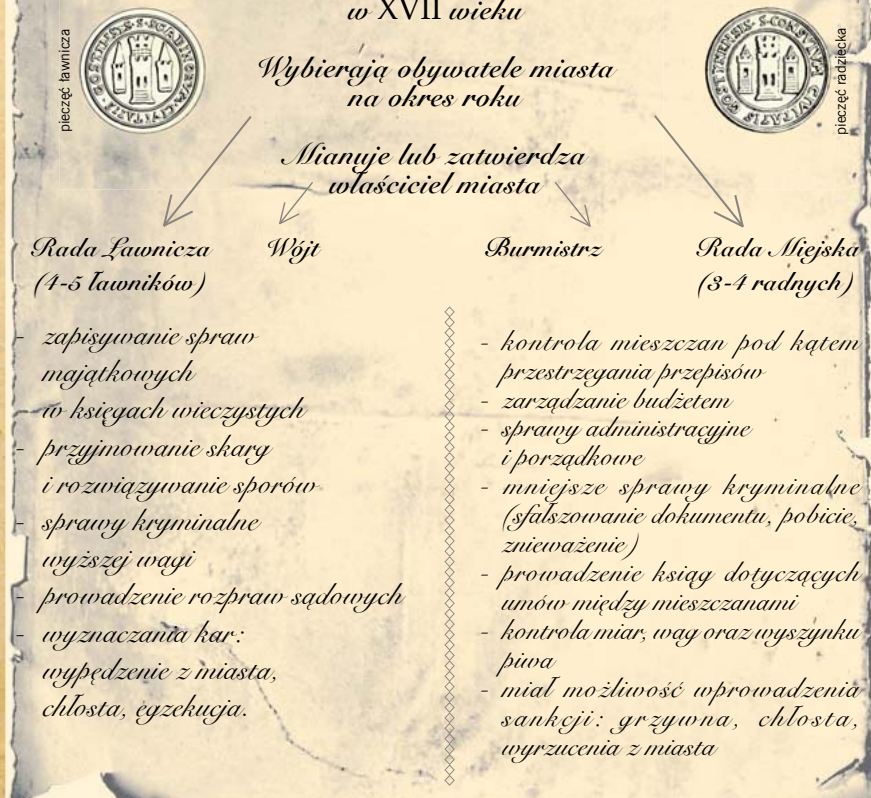 w XVII wieku
pieczęć ławnicza
pieczęć radziecka
Wybierają obywatele miasta
na okres roku
Mianuje lub zatwierdza
właściciel miasta
Rada Ławnicza
(4-5 ławników)
Wójt
Burmistrz
Rada Miejska
(3-4 radnych)
- zapisywanie spraw
majątkowych
w księgach wieczystych
- przyjmowanie skarg
i rozwiązywanie sporów
- sprawy kryminalne
wyższej wagi
- prowadzenie rozpraw sądowych
- wyznaczania kar:
wypędzenie z miasta,
chłosta, egzekucja.
- kontrola mieszczan pod kątem
przestrzegania przepisów
- zarządzanie budżetem
- sprawy administracyjne
i porządkowe
- mniejsze sprawy kryminalne
(sfałszowanie dokumentu, pobicie,
znieważenie)
- prowadzenie ksiąg dotyczących
umów między mieszczanami
- kontrola miar, wag oraz wyszynku
piwa
- miał możliwość wprowadzenia
sankcji: grzywna, chłosta,
wyrzucenia z miasta